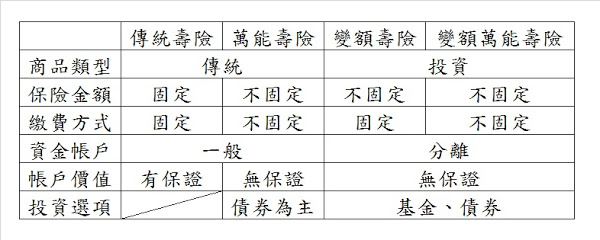 傳統壽險 萬能壽險 變額壽險 變額萬能壽險
商品類型 傳統 投資
保險金額 固定 不固定 不固定 不固定
繳費方式 固定 不固定 固定 不固定
資金帳戶 一般 分離
帳戶價值 有保證 無保證 無保證
投資選項 債券為主 基金、債券